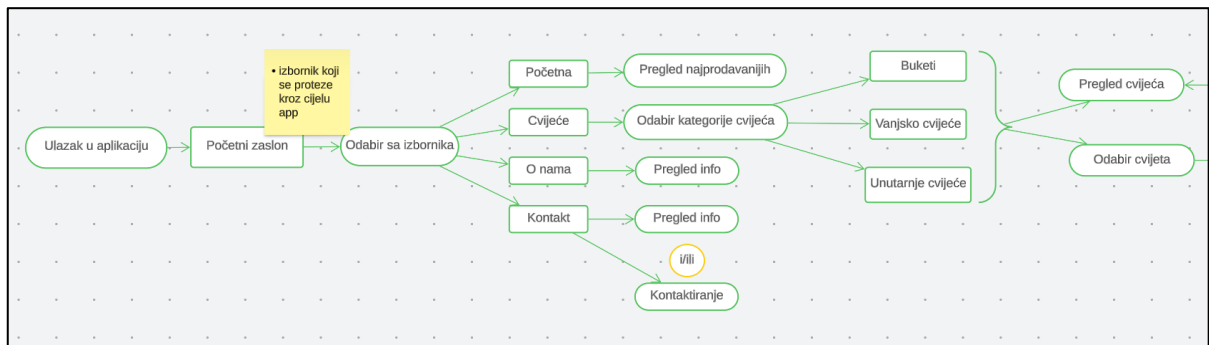 • izbornik koji
se proteze
kroz cijelu
app
Ulazak u aplikaciju
Početni zaslon
Odabir sa izbornika
Početna
Pregled najprodavanijih
Cvijeće
Odabir kategorije cvijeća
O nama
Pregled info
Kontakt
Pregled info
i/ili
Kontaktiranje
Buketi
Vanjsko cvijeće
Unutarnje cvijeće
Pregled cvijeća
Odabir cvijeta